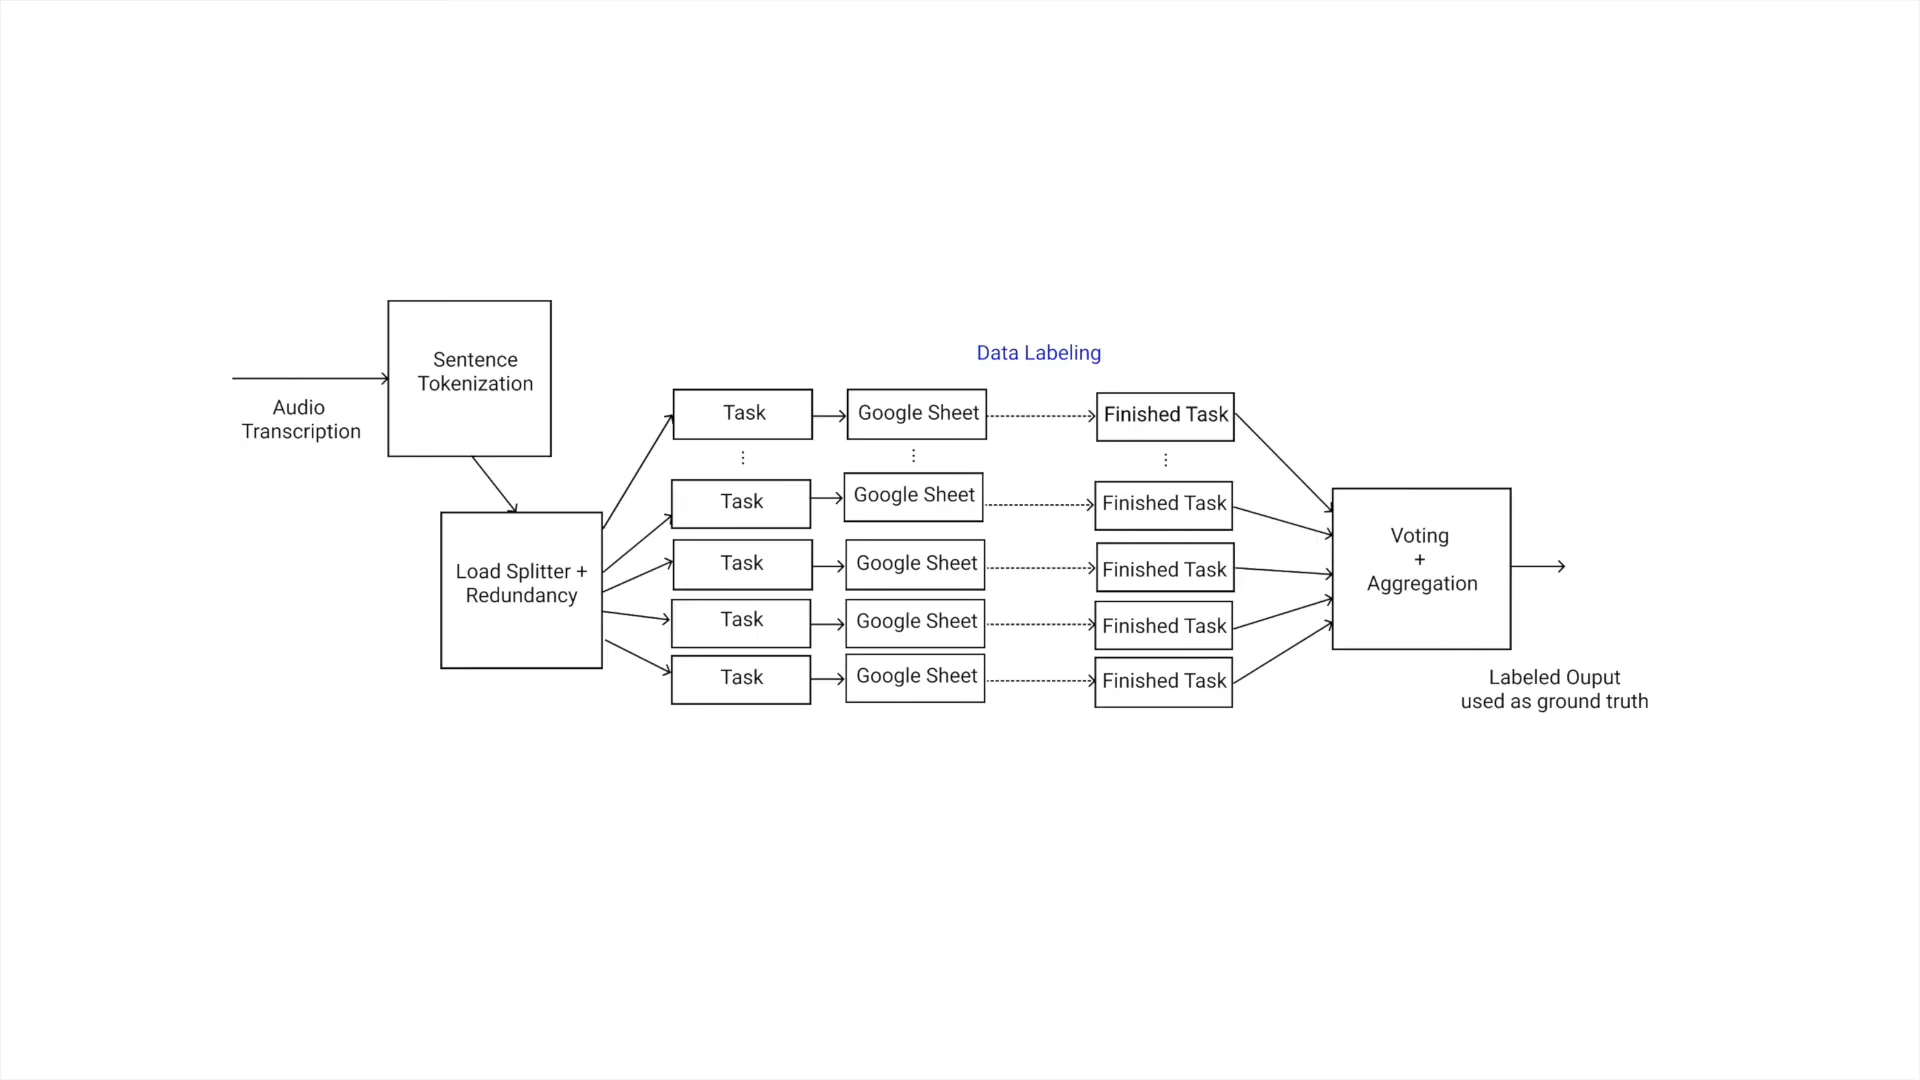 Sentence
Tokenization
Audio
Transcription
Load Splitter +
Redundancy
Data Labeling
Task
Google Sheet
Finished Task
Task
Google Sheet
Finished Task
Task
Google Sheet
Finished Task
Task
Google Sheet
Finished Task
Task
Google Sheet
Finished Task
Voting
+
Aggregation
Labeled Ouput
used as ground truth